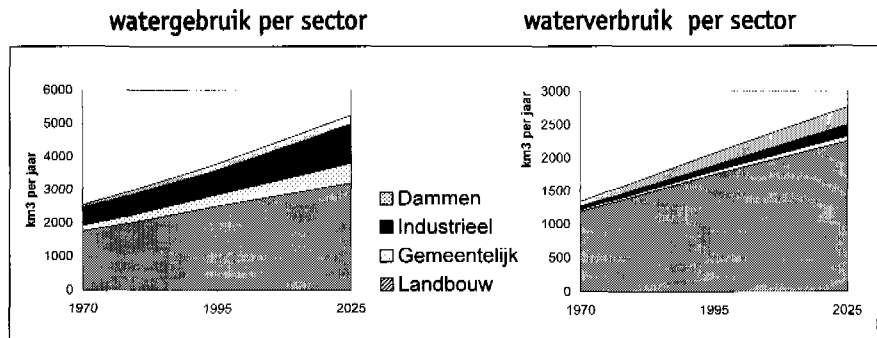 watergebruik per sector
waterverbruik per sector
km3 per jaar
6000
5000
4000
3000
2000
1000
0
1970
1995
2025
Dammen
Industrieel
Gemeentelijk
Landbouw
km3 per jaar
3000
2500
2000
1500
1000
500
0
1970
1995
2025